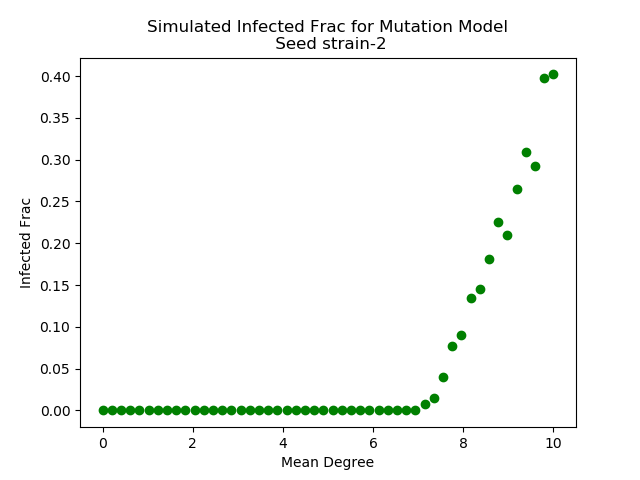 Simulated Infected Frac for Mutation Model
Seed strain-2
0.40
0.35
0.30
0.25
0.20
0.15
0.10
0.05
0.00
Infected Frac
0 2 4 6 8 10
Mean Degree